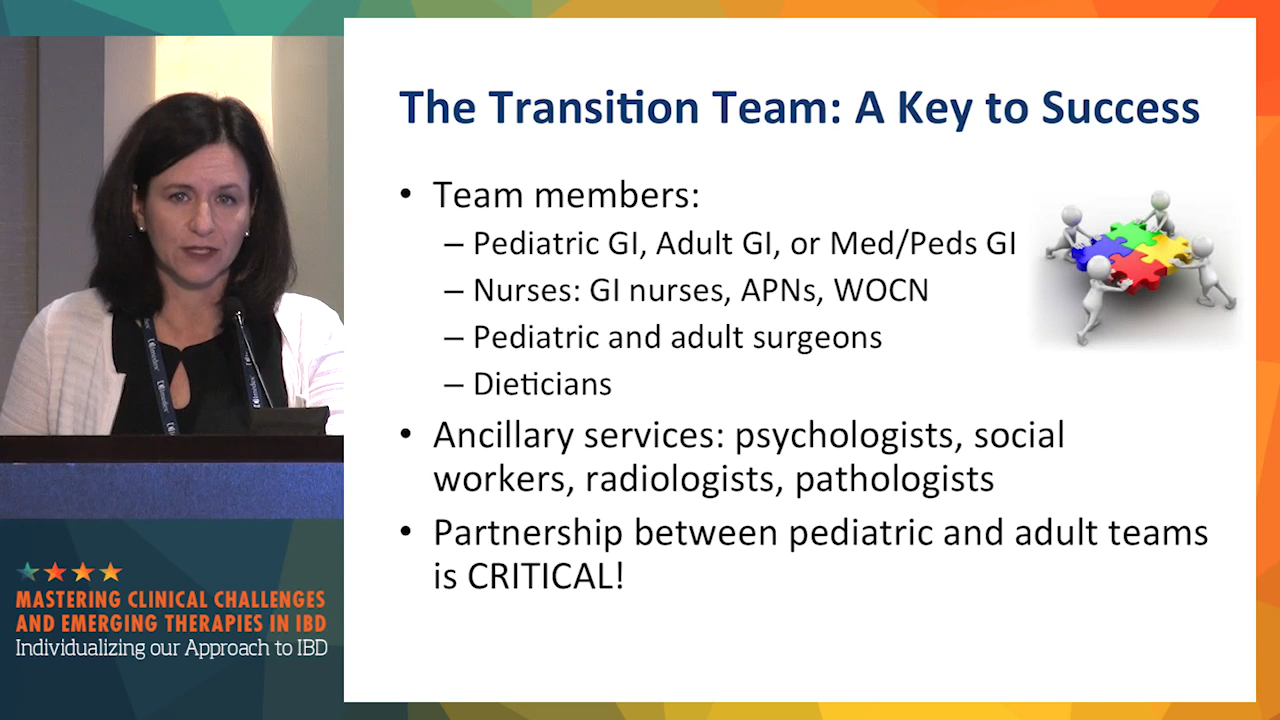 The Transition Team: A Key to Success
• Team members:
– Pediatric GI, Adult GI, or Med/Peds GI
– Nurses: GI nurses, APNs, WOCN
– Pediatric and adult surgeons
– Dieticians
• Ancillary services: psychologists, social
workers, radiologists, pathologists
• Partnership between pediatric and adult teams
is CRITICAL!
MASTERING CLINICAL CHALLENGES
AND EMERGING THERAPIES IN IBD
Individualizing our Approach to IBD